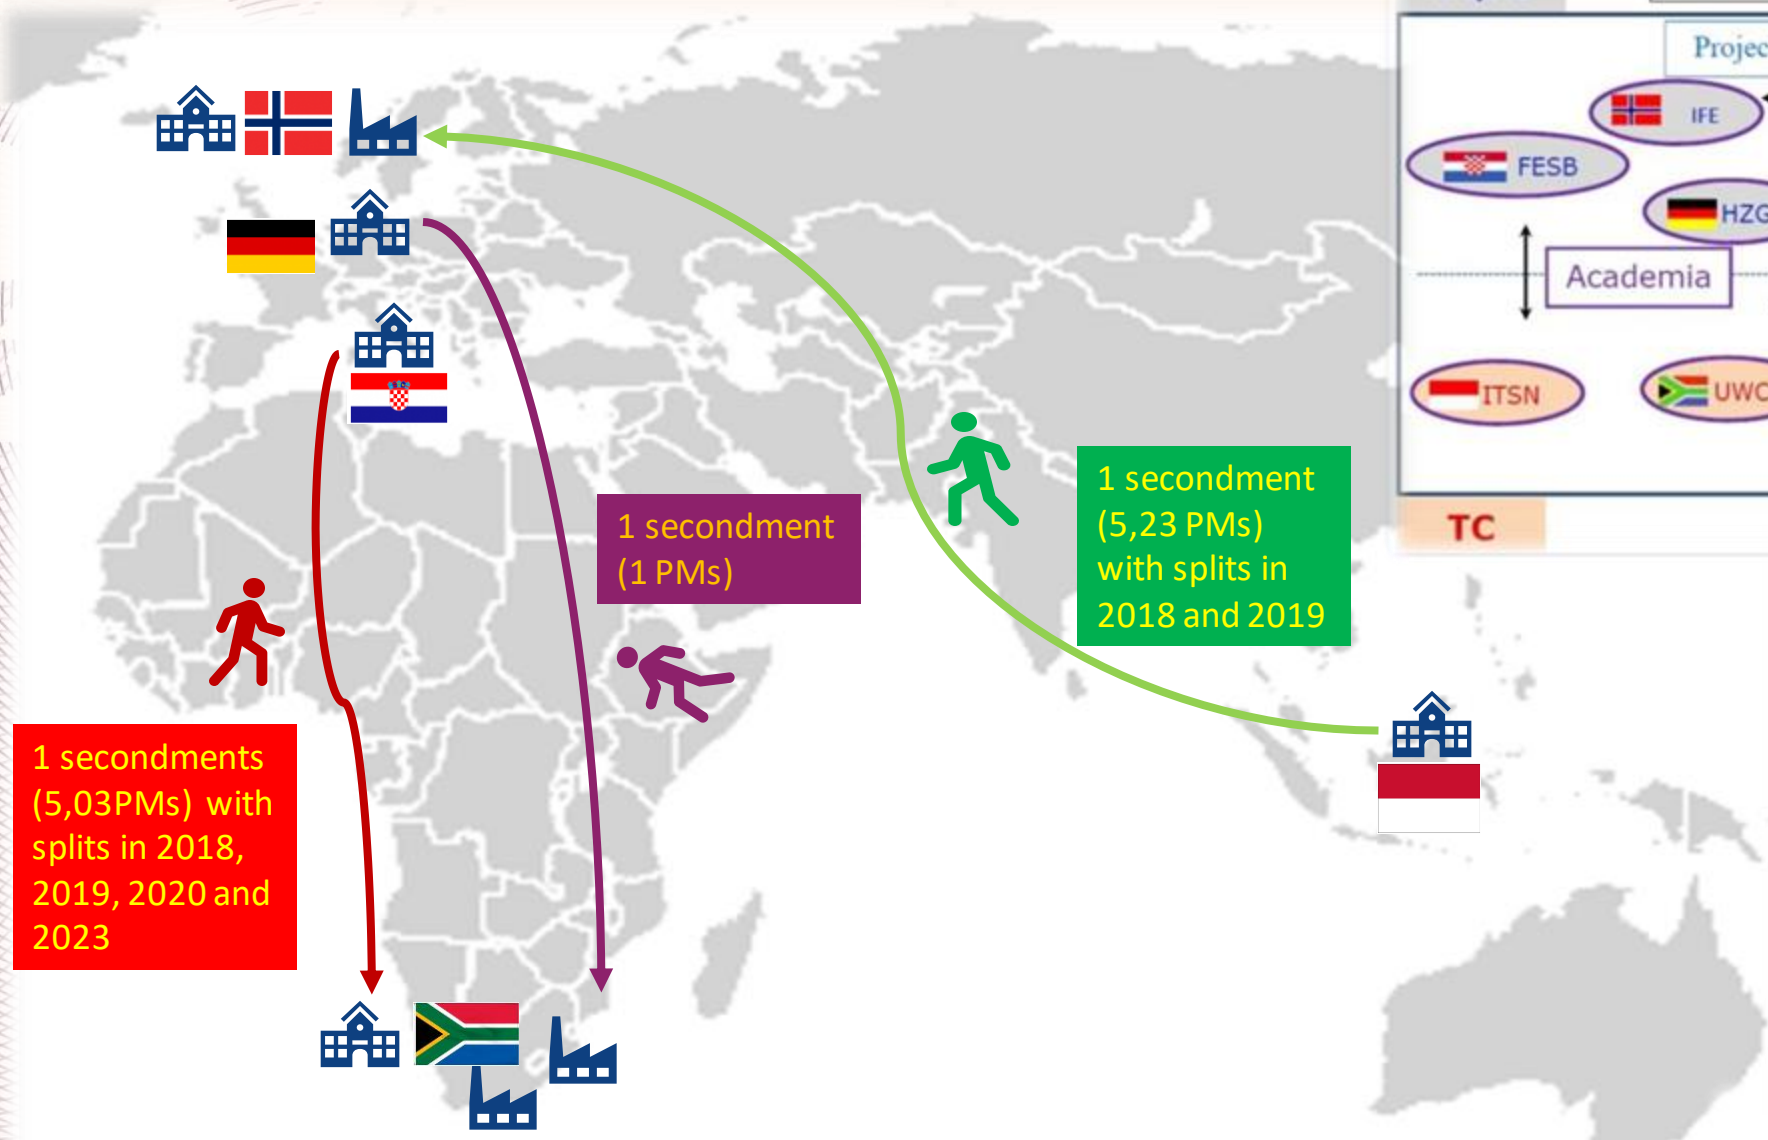 Projec
IFE
FESB
HZG
Academia
ITSN
UWC
TC
1 secondment
(5,23 PMs)
with splits in
2018 and 2019
1 secondment
(1 PMs)
1 secondments
(5,03PMs) with
splits in 2018,
2019, 2020 and
2023